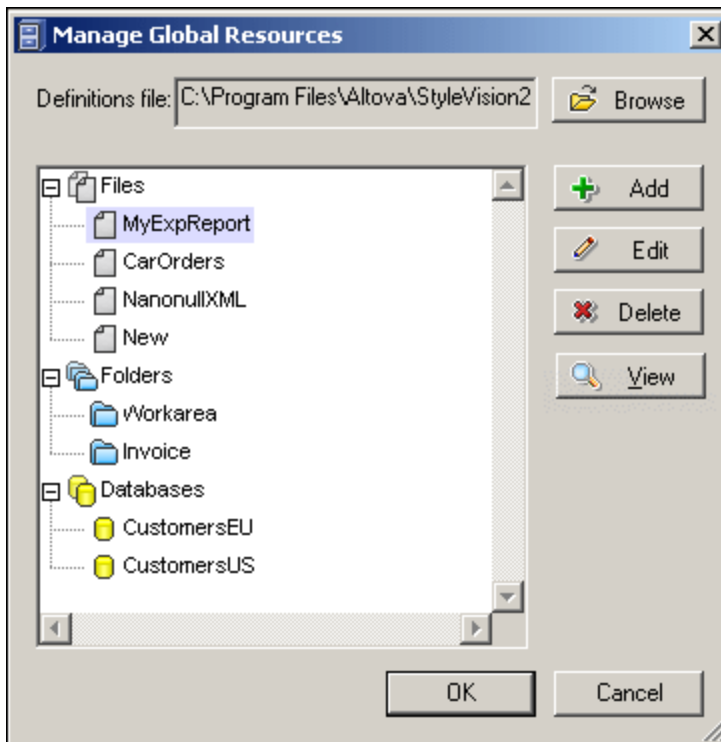 Manage Global Resources
Definitions file: C:\Program Files\Altova\StyleVision2 Browse
Files
MyExpReport
CarOrders
NanonullXML
New
Folders
Workarea
Invoice
Databases
CustomersEU
CustomersUS
Add
Edit
Delete
View
OK Cancel